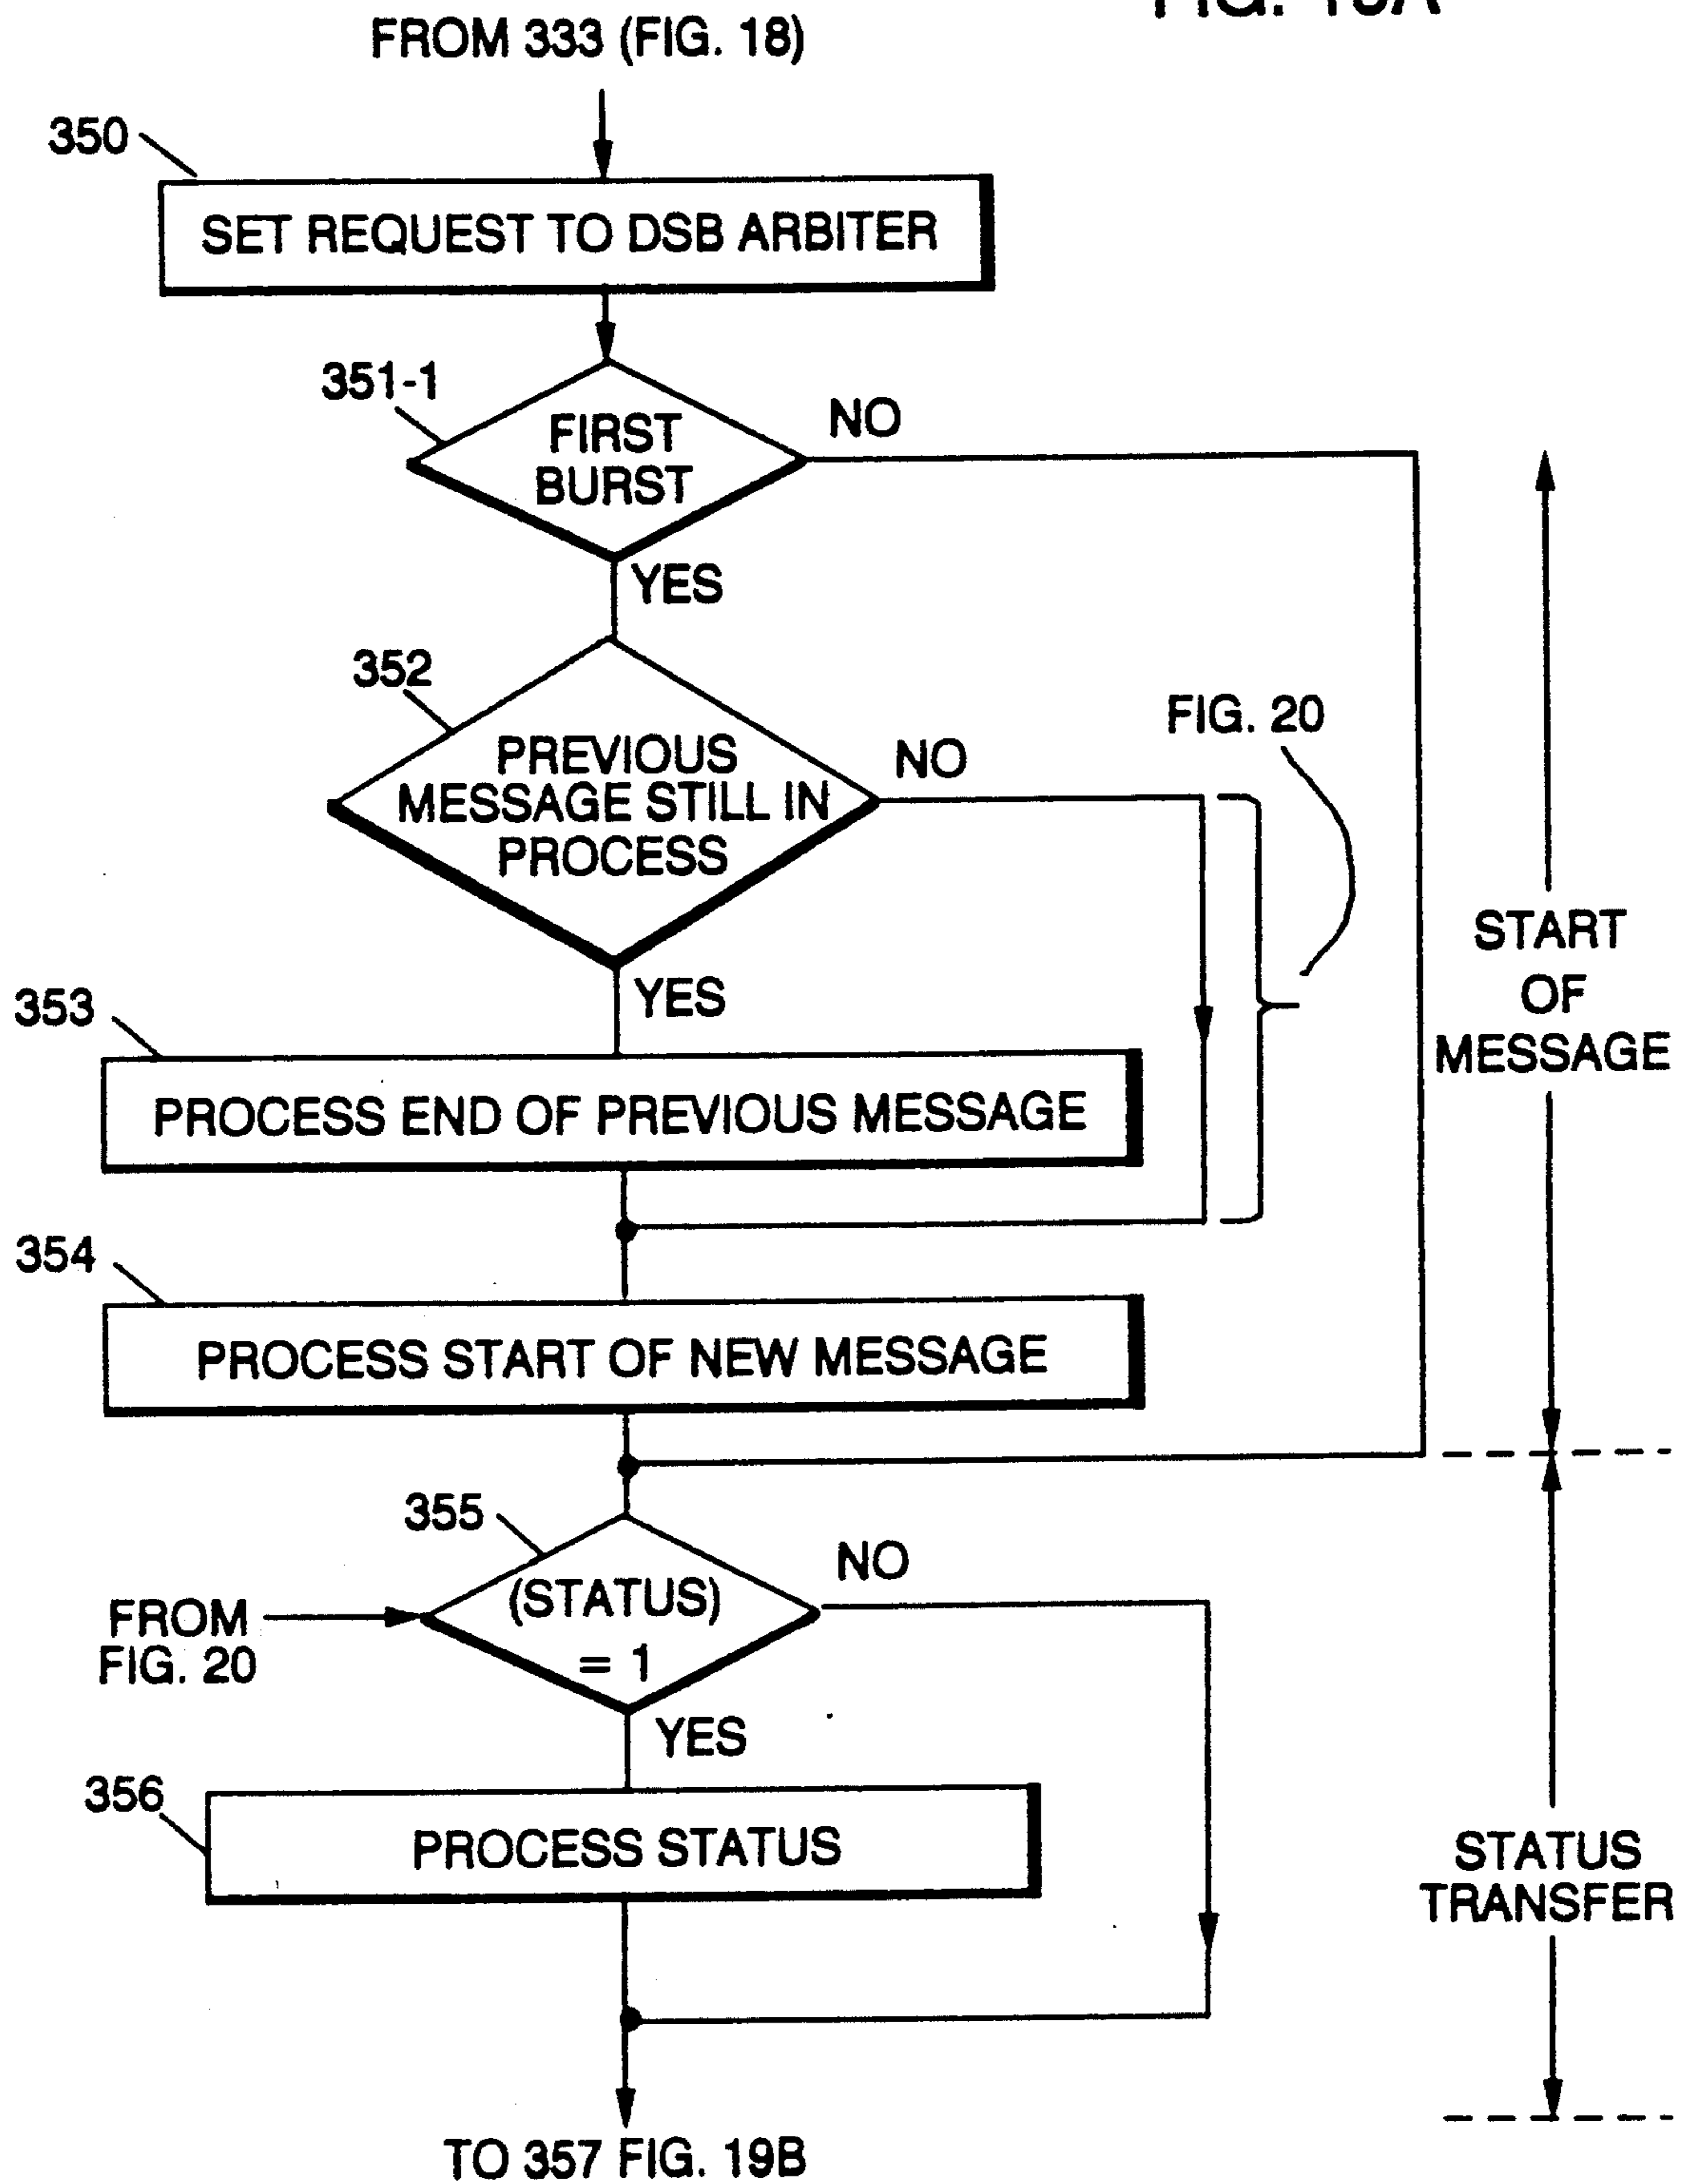 FROM 333 (FIG. 18)
350
SET REQUEST TO DSB ARBITER
351-1
FIRST
BURST
NO
YES
352
PREVIOUS
MESSAGE STILL IN
PROCESS
NO
FIG. 20
YES
START
OF
MESSAGE
353
PROCESS END OF PREVIOUS MESSAGE
354
PROCESS START OF NEW MESSAGE
355
(STATUS)
= 1
NO
FROM
FIG. 20
YES
356
PROCESS STATUS
STATUS
TRANSFER
TO 357 FIG. 19B